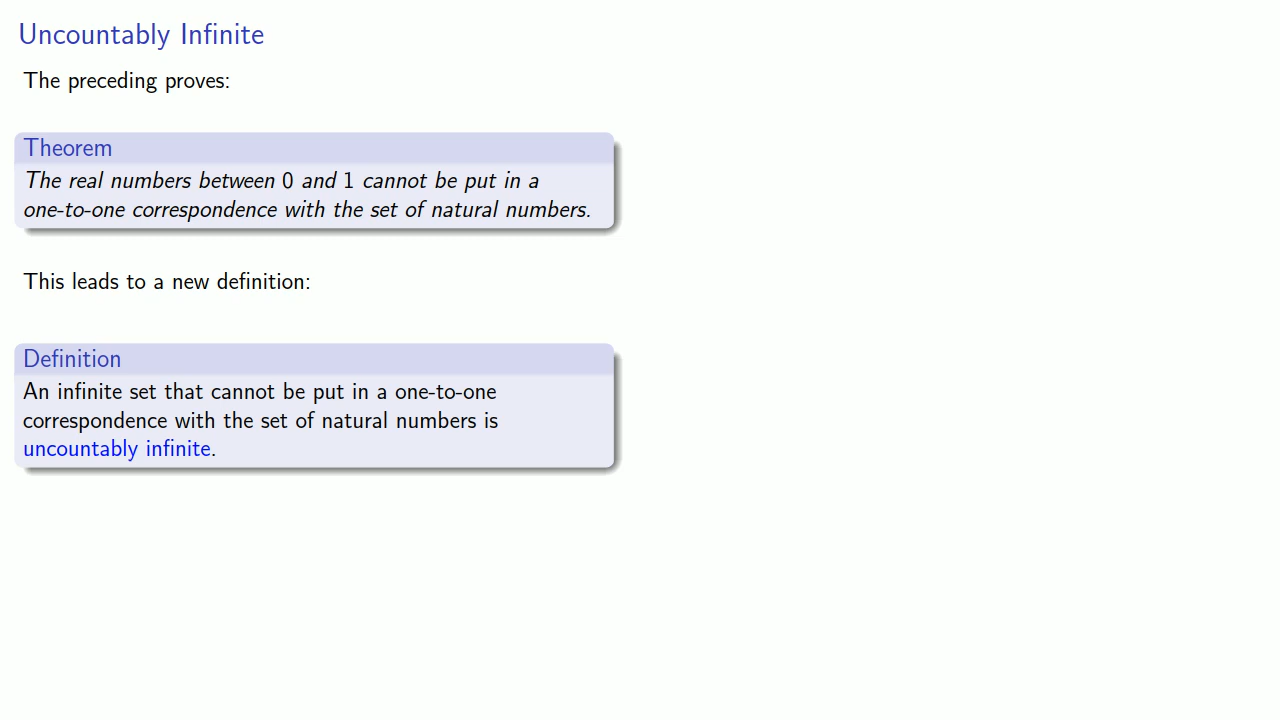 Uncountably Infinite
The preceding proves:
Theorem
The real numbers between 0 and 1 cannot be put in a
one-to-one correspondence with the set of natural numbers.
This leads to a new definition:
Definition
An infinite set that cannot be put in a one-to-one
correspondence with the set of natural numbers is
uncountably infinite.